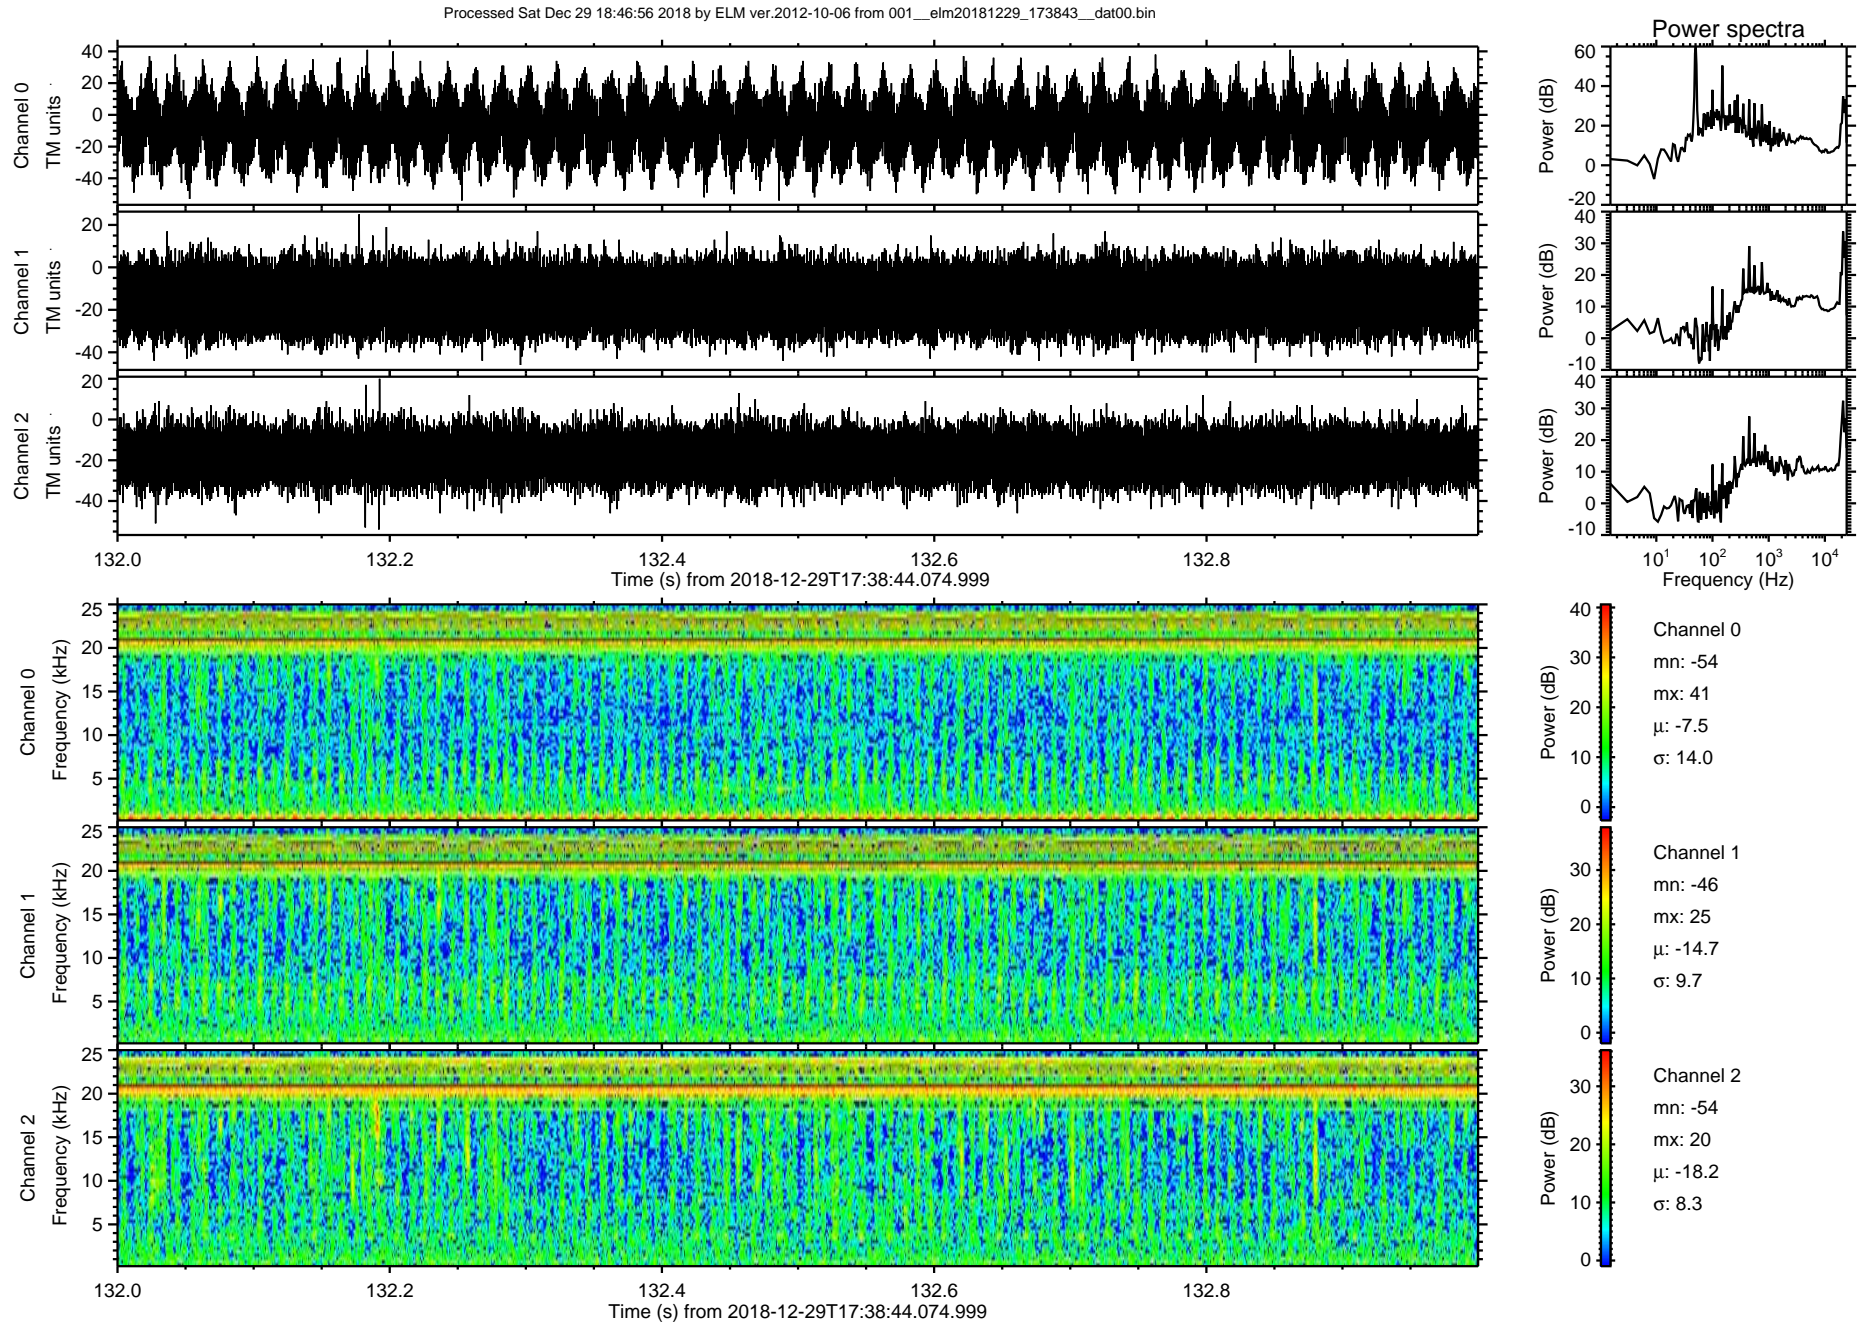 Processed Sat Dec 29 18:46:56 2018 by ELM ver.2012-10-06 from 001__elm20181229_173843__dat00.bin
Power spectra
Channel 0
TM units
40
20
0
-20
-40
Power (dB)
60
40
20
0
-20
Channel 1
TM units
20
0
-20
-40
Power (dB)
40
30
20
10
0
-10
Channel 2
TM units
20
0
-20
-40
Power (dB)
40
30
20
10
0
-10
132.0 132.2 132.4 132.6 132.8
Time (s) from 2018-12-29T17:38:44.074.999
10¹ 10² 10³ 10⁴
Frequency (Hz)
Channel 0
Frequency (kHz)
25
20
15
10
5
Power (dB)
40
30
20
10
0
Channel 0
mn: -54
mx: 41
μ: -7.5
σ: 14.0
Channel 1
Frequency (kHz)
25
20
15
10
5
Power (dB)
30
20
10
0
Channel 1
mn: -46
mx: 25
μ: -14.7
σ: 9.7
Channel 2
Frequency (kHz)
25
20
15
10
5
Power (dB)
30
20
10
0
Channel 2
mn: -54
mx: 20
μ: -18.2
σ: 8.3
132.0 132.2 132.4 132.6 132.8
Time (s) from 2018-12-29T17:38:44.074.999